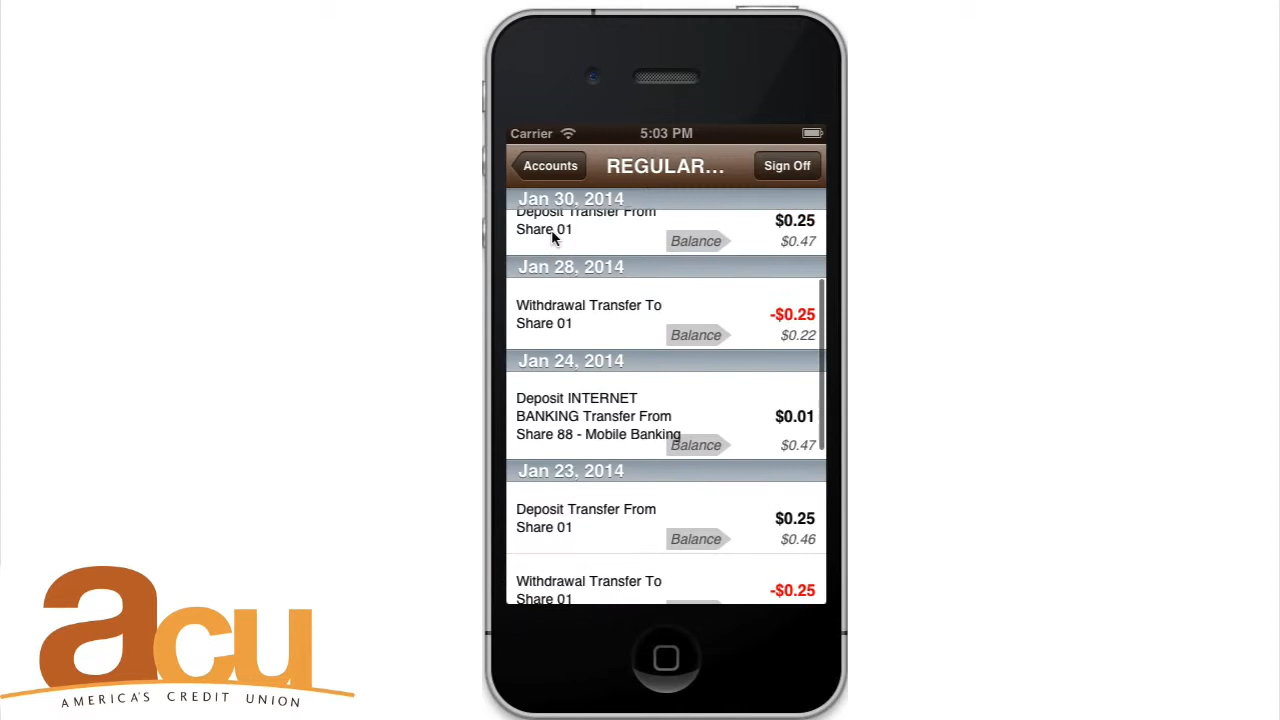 Carrier 5:03 PM
Accounts REGULAR... Sign Off
Jan 30, 2014
Deposit Transfer From
Share 01
$0.25
Balance $0.47
Jan 28, 2014
Withdrawal Transfer To
Share 01
-$0.25
Balance $0.22
Jan 24, 2014
Deposit INTERNET
BANKING Transfer From
Share 88 - Mobile Banking
$0.01
Balance $0.47
Jan 23, 2014
Deposit Transfer From
Share 01
$0.25
Balance $0.46
Withdrawal Transfer To
Share 01
-$0.25
acu
AMERICA'S CREDIT UNION